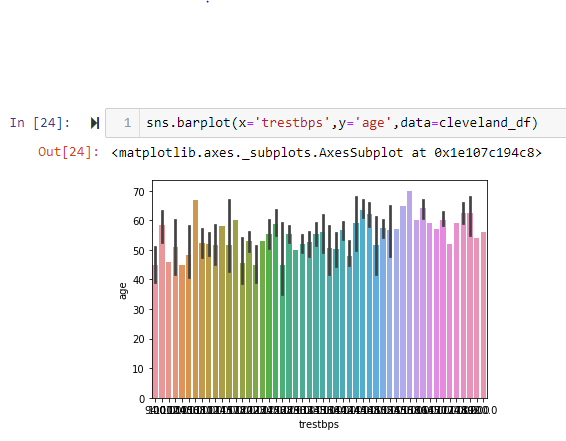 In [24]:
1 sns.barplot(x='trestbps',y='age',data=cleveland_df)
Out[24]: <matplotlib.axes._subplots.AxesSubplot at 0x1e107c194c8>
70
60
50
40
30
20
10
0
age
trestbps